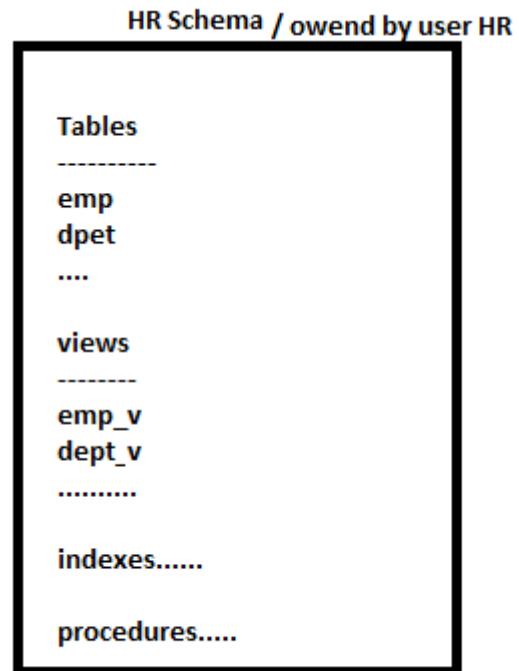 HR Schema / owend by user HR
Tables
----------
emp
dpet
....
views
--------
emp_v
dept_v
..........
indexes......
procedures.....